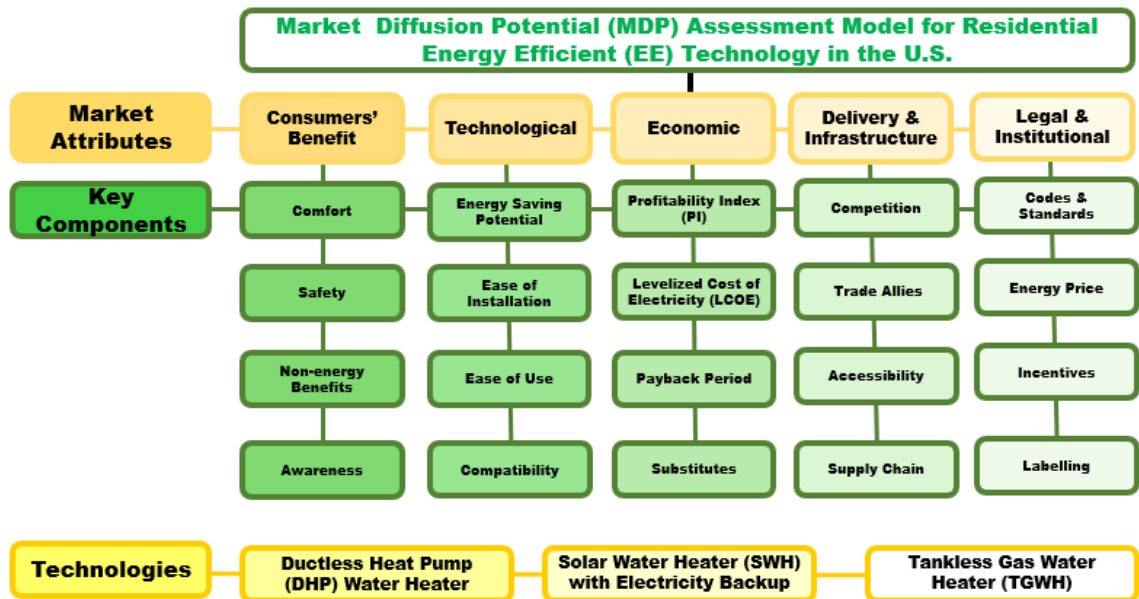 Market Diffusion Potential (MDP) Assessment Model for Residential
Energy Efficient (EE) Technology in the U.S.
Market
Attributes
Consumers'
Benefit
Technological
Economic
Delivery &
Infrastructure
Legal &
Institutional
Key
Components
Comfort
Energy Saving
Potential
Profitability Index
(PI)
Competition
Codes &
Standards
Safety
Ease of
Installation
Levelized Cost of
Electricity (LCOE)
Trade Allies
Energy Price
Non-energy
Benefits
Ease of Use
Payback Period
Accessibility
Incentives
Awareness
Compatibility
Substitutes
Supply Chain
Labelling
Technologies
Ductless Heat Pump
(DHP) Water Heater
Solar Water Heater (SWH)
with Electricity Backup
Tankless Gas Water
Heater (TGWH)